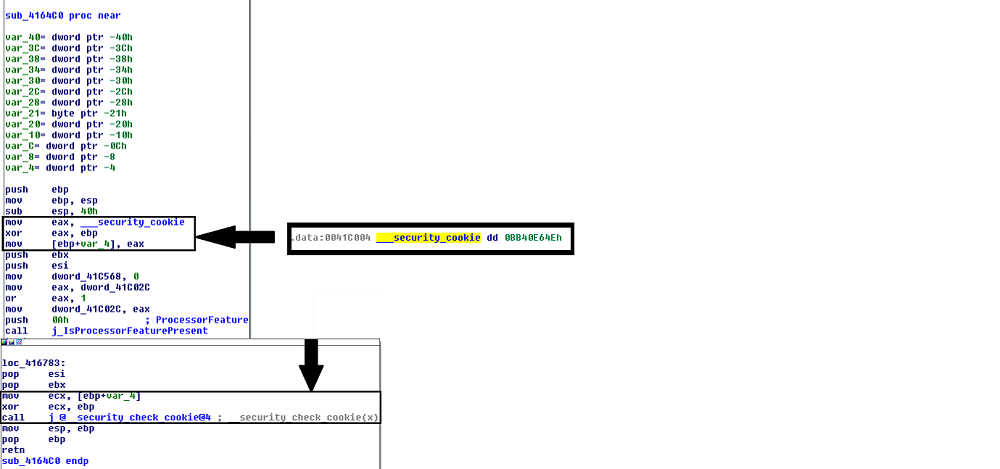 sub_4164C0 proc near
var_40= dword ptr -40h
var_3C= dword ptr -3Ch
var_38= dword ptr -38h
var_34= dword ptr -34h
var_30= dword ptr -30h
var_2C= dword ptr -2Ch
var_28= dword ptr -28h
var_21= byte ptr -21h
var_20= dword ptr -20h
var_10= dword ptr -10h
var_C= dword ptr -0Ch
var_8= dword ptr -8
var_4= dword ptr -4
push ebp
mov ebp, esp
sub esp, 40h
mov eax, ___security_cookie
xor eax, ebp
mov [ebp+var_4], eax
.data:0041C004 ___security_cookie dd 0BB40E64Eh
push ebx
push esi
mov dword_41C568, 0
mov eax, dword_41C02C
or eax, 1
mov dword_41C02C, eax
push 0Ah ; ProcessorFeature
call j_IsProcessorFeaturePresent
loc_416783:
pop esi
pop ebx
mov ecx, [ebp+var_4]
xor ecx, ebp
call j_@__security_check_cookie@4 ; __security_check_cookie(x)
mov esp, ebp
pop ebp
retn
sub_4164C0 endp